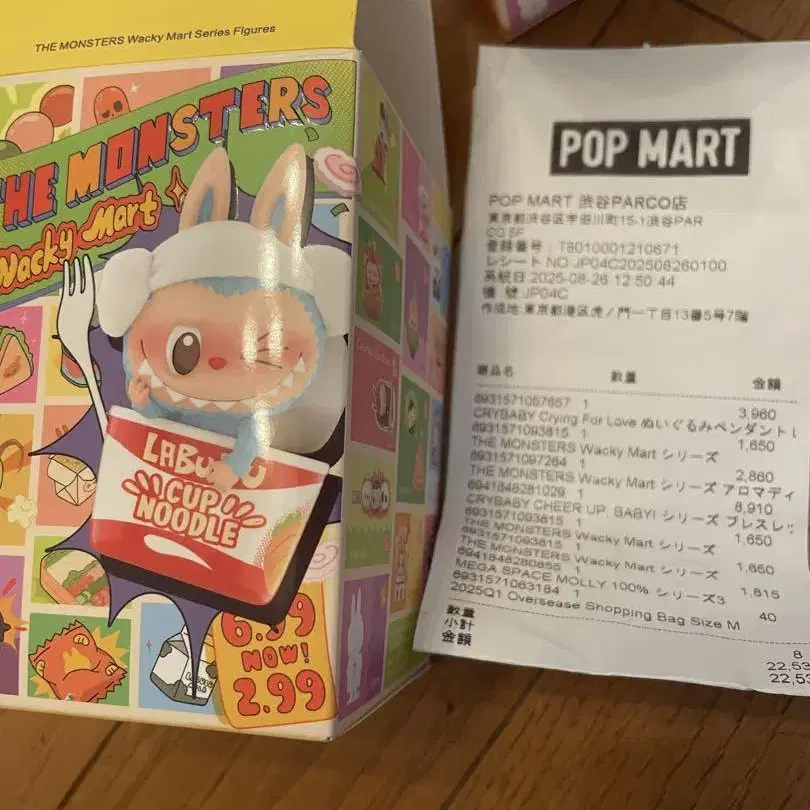 THE MONSTERS Wacky Mart Series Figures
THE MONSTERS
Wacky Mart
LABUBU
CUP
NOODLE
6.99
NOW!
2.99
POP MART
POP MART 渋谷PARCO店
東京都渋谷区宇田川町15-1渋谷PAR
CO 5F
登録番号:T8010001210671
レシートNO.JP04C202508260100
系統日:2025-08-26 12:50:44
機 號:JP04C
作成地:東京都港区虎ノ門一丁目13番5号7階
商品名 数量 金額
6931571057657 1 3,960
CRYBABY Crying For Love ぬいぐるみペンダント
6931571093815 1 1,650
THE MONSTERS Wacky Mart シリーズ
6931571097264 1 2,860
THE MONSTERS Wacky Mart シリーズ アロマディ
6941848281029 1 8,910
CRYBABY CHEER UP, BABY! シリーズ ブレスレッ
6931571093815 1 1,650
THE MONSTERS Wacky Mart シリーズ
6931571093815 1 1,650
THE MONSTERS Wacky Mart シリーズ
6941848280855 1 1,815
MEGA SPACE MOLLY 100% シリーズ3
6931571063184 1 40
2025Q1 Oversease Shopping Bag Size M
数量 8
小計 22,53
金額 22,53